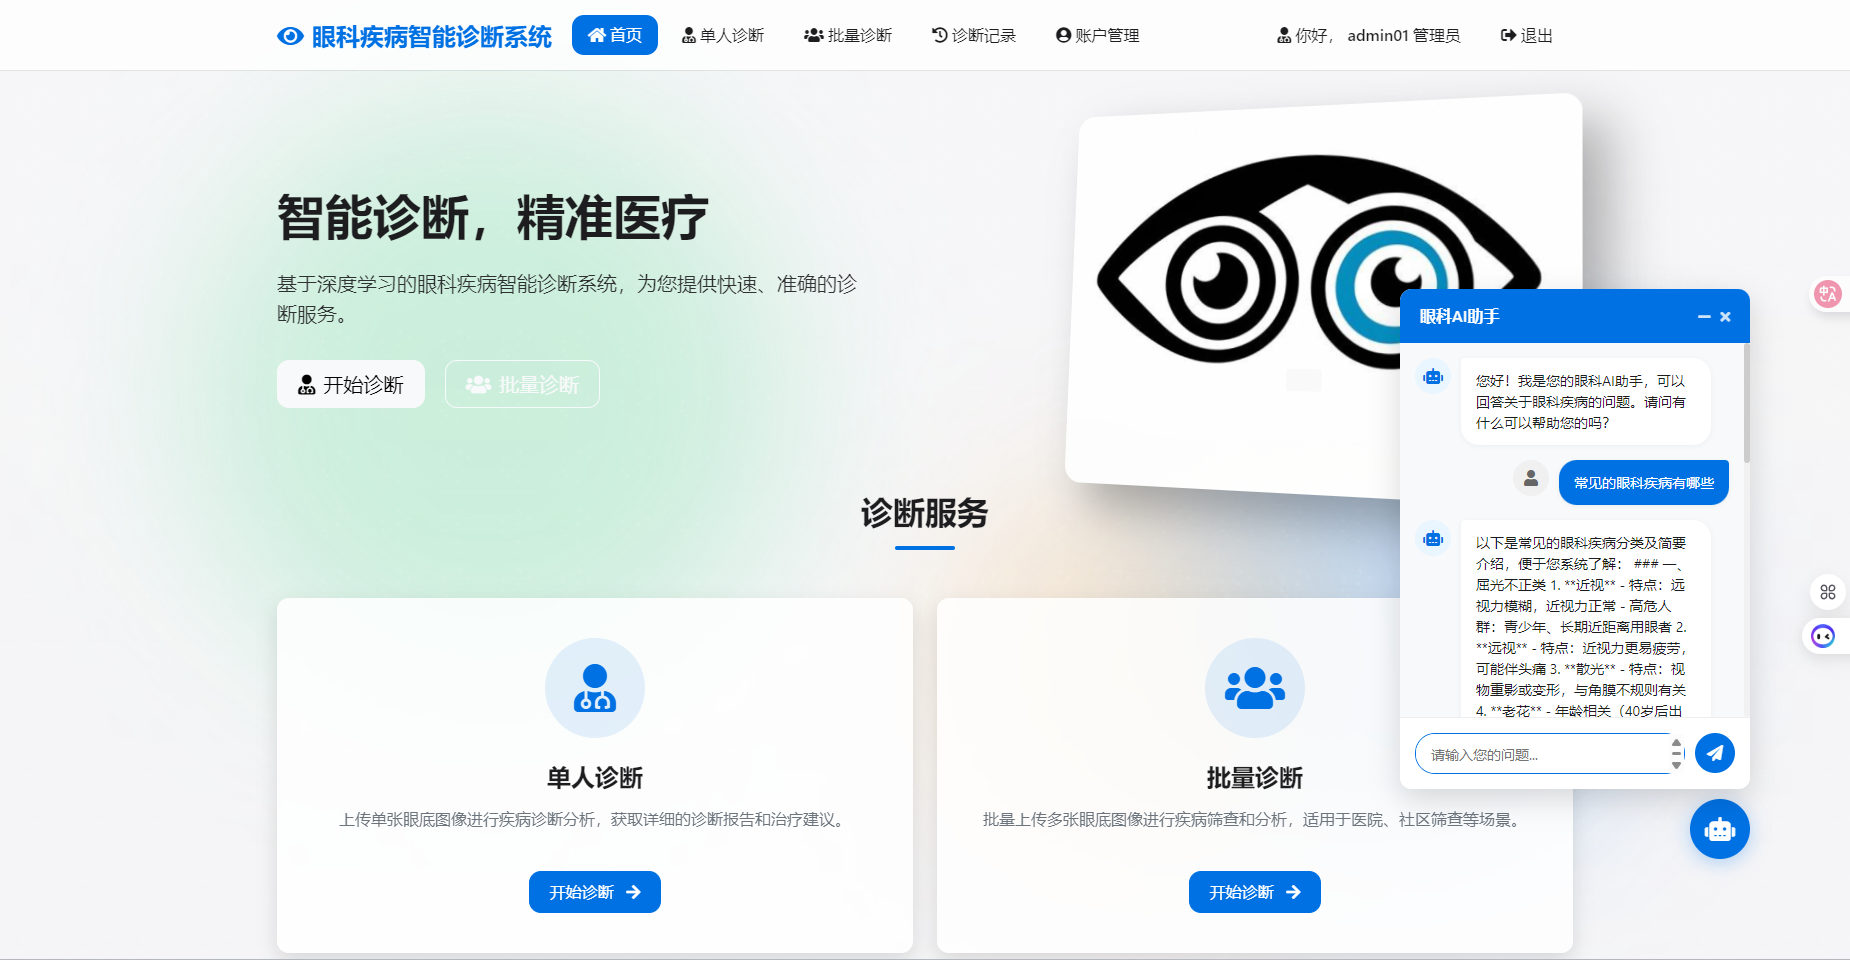 眼科疾病智能诊断系统
首页
单人诊断
批量诊断
诊断记录
账户管理
你好， admin01 管理员
退出
智能诊断，精准医疗
基于深度学习的眼科疾病智能诊断系统，为您提供快速、准确的诊
断服务。
开始诊断
批量诊断
诊断服务
单人诊断
上传单张眼底图像进行疾病诊断分析，获取详细的诊断报告和治疗建议。
开始诊断
批量诊断
批量上传多张眼底图像进行疾病筛查和分析，适用于医院、社区筛查等场景。
开始诊断
眼科AI助手
您好！我是您的眼科AI助手，可以
回答关于眼科疾病的问题。请问有
什么可以帮助您的吗？
常见的眼科疾病有哪些
以下是常见的眼科疾病分类及简要
介绍，便于您系统了解： ### 一、
屈光不正类 1. **近视** - 特点：远
视力模糊，近视力正常 - 高危人
群：青少年、长期近距离用眼者 2.
**远视** - 特点：近视力更易疲劳，
可能伴头痛 3. **散光** - 特点：视
物重影或变形，与角膜不规则有关
4. **老花** - 年龄相关（40岁后出
请输入您的问题...